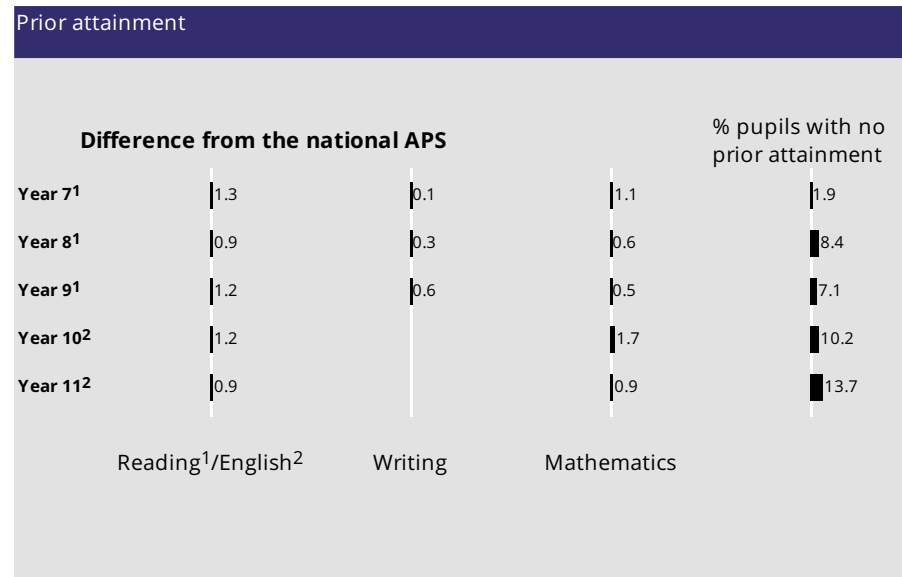 Prior attainment
% pupils with no
prior attainment
Difference from the national APS
Year 7¹ 1.3 0.1 1.1 1.9
Year 8¹ 0.9 0.3 0.6 8.4
Year 9¹ 1.2 0.6 0.5 7.1
Year 10² 1.2 1.7 10.2
Year 11² 0.9 0.9 13.7
Reading¹/English² Writing Mathematics